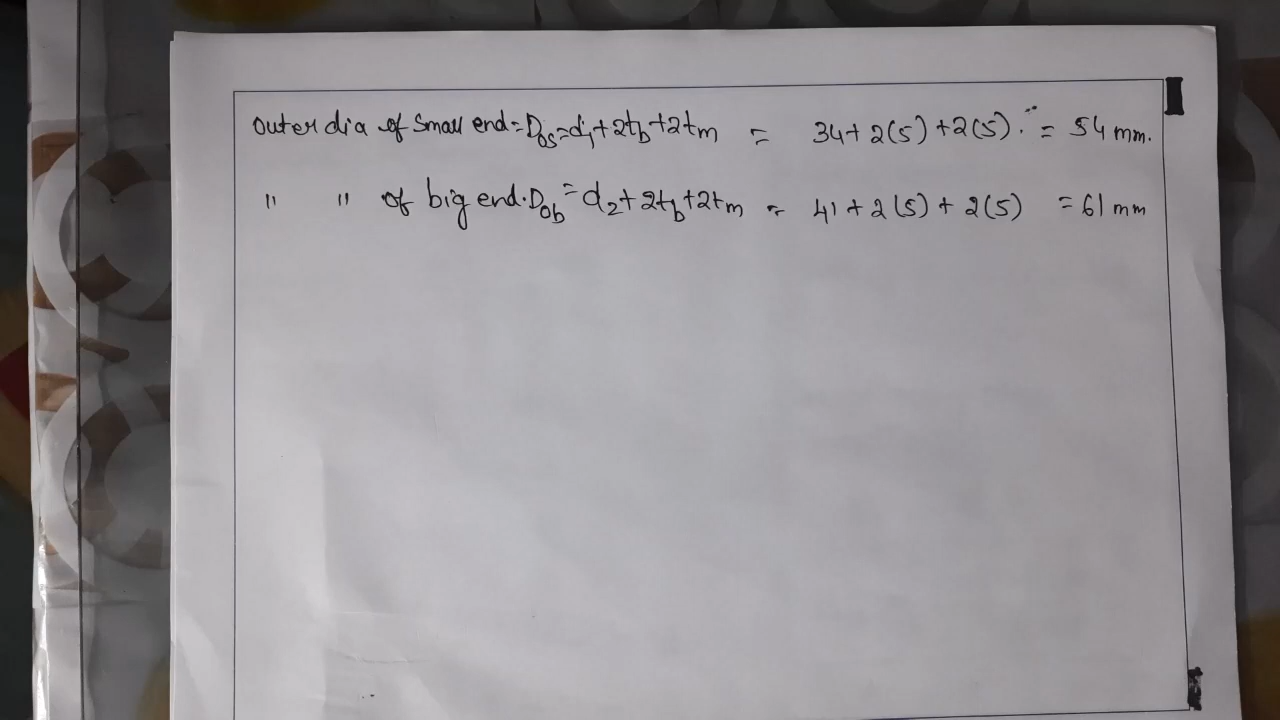 Outer dia of Small end = Dos = d1 + 2tb + 2tm = 34 + 2(5) + 2(5). = 54 mm.
" " of big end. Dob = d2 + 2tb + 2tm = 41 + 2(5) + 2(5) = 61 mm